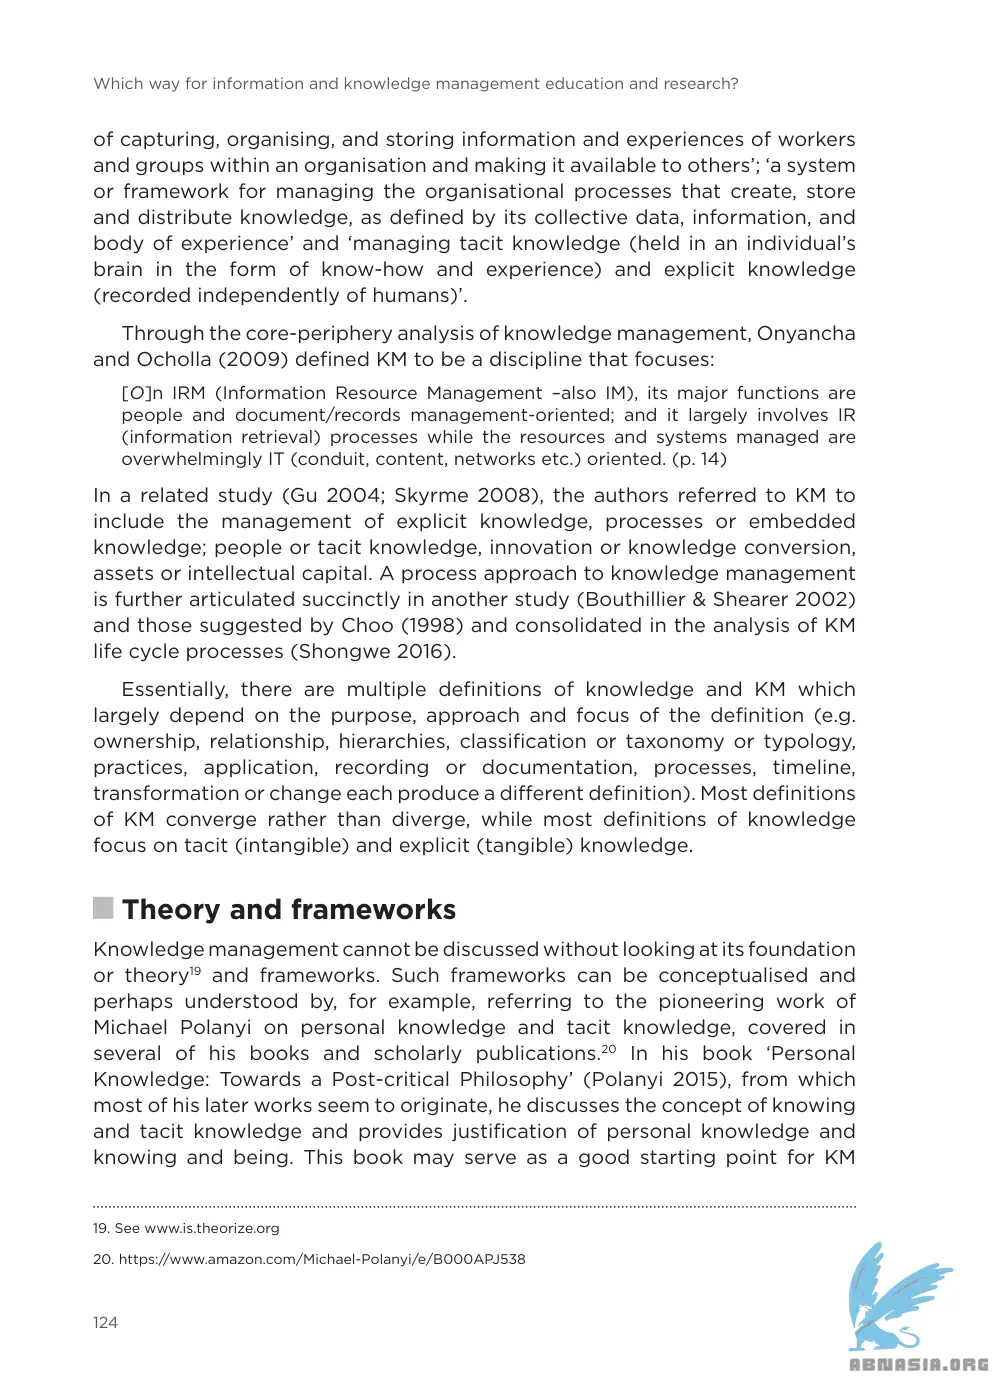 Which way for information and knowledge management education and research?
of capturing, organising, and storing information and experiences of workers
and groups within an organisation and making it available to others’; ‘a system
or framework for managing the organisational processes that create, store
and distribute knowledge, as defined by its collective data, information, and
body of experience’ and ‘managing tacit knowledge (held in an individual’s
brain in the form of know-how and experience) and explicit knowledge
(recorded independently of humans)’.
Through the core-periphery analysis of knowledge management, Onyancha
and Ocholla (2009) defined KM to be a discipline that focuses:
[O]n IRM (Information Resource Management –also IM), its major functions are
people and document/records management-oriented; and it largely involves IR
(information retrieval) processes while the resources and systems managed are
overwhelmingly IT (conduit, content, networks etc.) oriented. (p. 14)
In a related study (Gu 2004; Skyrme 2008), the authors referred to KM to
include the management of explicit knowledge, processes or embedded
knowledge; people or tacit knowledge, innovation or knowledge conversion,
assets or intellectual capital. A process approach to knowledge management
is further articulated succinctly in another study (Bouthillier & Shearer 2002)
and those suggested by Choo (1998) and consolidated in the analysis of KM
life cycle processes (Shongwe 2016).
Essentially, there are multiple definitions of knowledge and KM which
largely depend on the purpose, approach and focus of the definition (e.g.
ownership, relationship, hierarchies, classification or taxonomy or typology,
practices, application, recording or documentation, processes, timeline,
transformation or change each produce a different definition). Most definitions
of KM converge rather than diverge, while most definitions of knowledge
focus on tacit (intangible) and explicit (tangible) knowledge.
Theory and frameworks
Knowledge management cannot be discussed without looking at its foundation
or theory19 and frameworks. Such frameworks can be conceptualised and
perhaps understood by, for example, referring to the pioneering work of
Michael Polanyi on personal knowledge and tacit knowledge, covered in
several of his books and scholarly publications.20 In his book ‘Personal
Knowledge: Towards a Post-critical Philosophy’ (Polanyi 2015), from which
most of his later works seem to originate, he discusses the concept of knowing
and tacit knowledge and provides justification of personal knowledge and
knowing and being. This book may serve as a good starting point for KM
19. See www.is.theorize.org
20. https://www.amazon.com/Michael-Polanyi/e/B000APJ538
124
ABNASIA.ORG